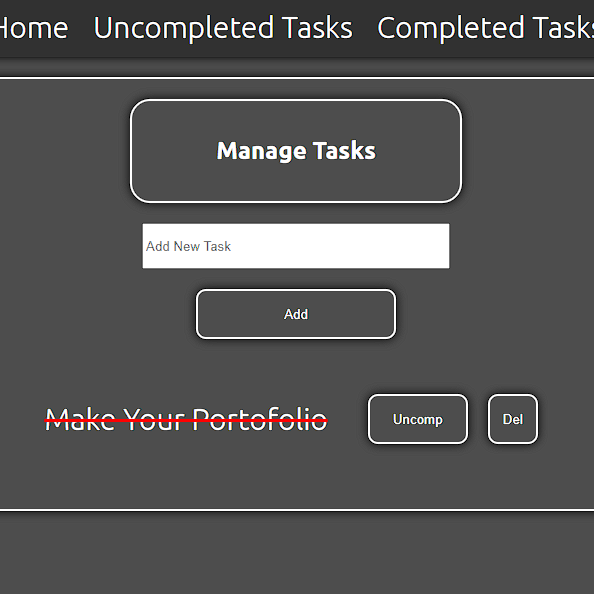 Home Uncompleted Tasks Completed Tasks
Manage Tasks
Add New Task
Add
Make Your Portofolio Uncomp Del